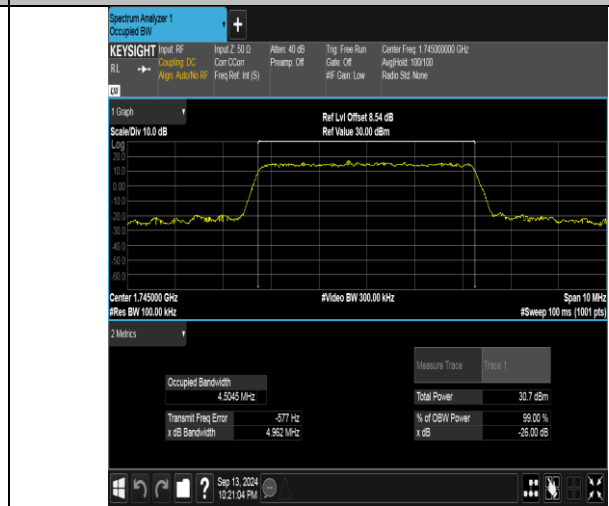 Spectrum Analyzer 1
Occupied BW
+
KEYSIGHT Input: RF Input Z: 50 Ω Atten: 40 dB Trig: Free Run Center Freq: 1.745000000 GHz
RL Coupling: DC Corr CCorr Preamp: Off Gate: Off Avg|Hold: 100/100
Align: Auto/No RF Freq Ref: Int (S) #IF Gain: Low Radio Std: None
LXI
1 Graph Ref Lvl Offset 8.54 dB
Scale/Div 10.0 dB Ref Value 30.00 dBm
Log
20.0
10.0
0.00
-10.0
-20.0
-30.0
-40.0
-50.0
-60.0
Center 1.745000 GHz #Video BW 300.00 kHz Span 10 MHz
#Res BW 100.00 kHz #Sweep 100 ms (1001 pts)
2 Metrics
Measure Trace Trace 1
Occupied Bandwidth
4.5045 MHz Total Power 30.7 dBm
Transmit Freq Error -577 Hz % of OBW Power 99.00 %
x dB Bandwidth 4.962 MHz x dB -26.00 dB
? Sep 13, 2024
10:21:04 PM